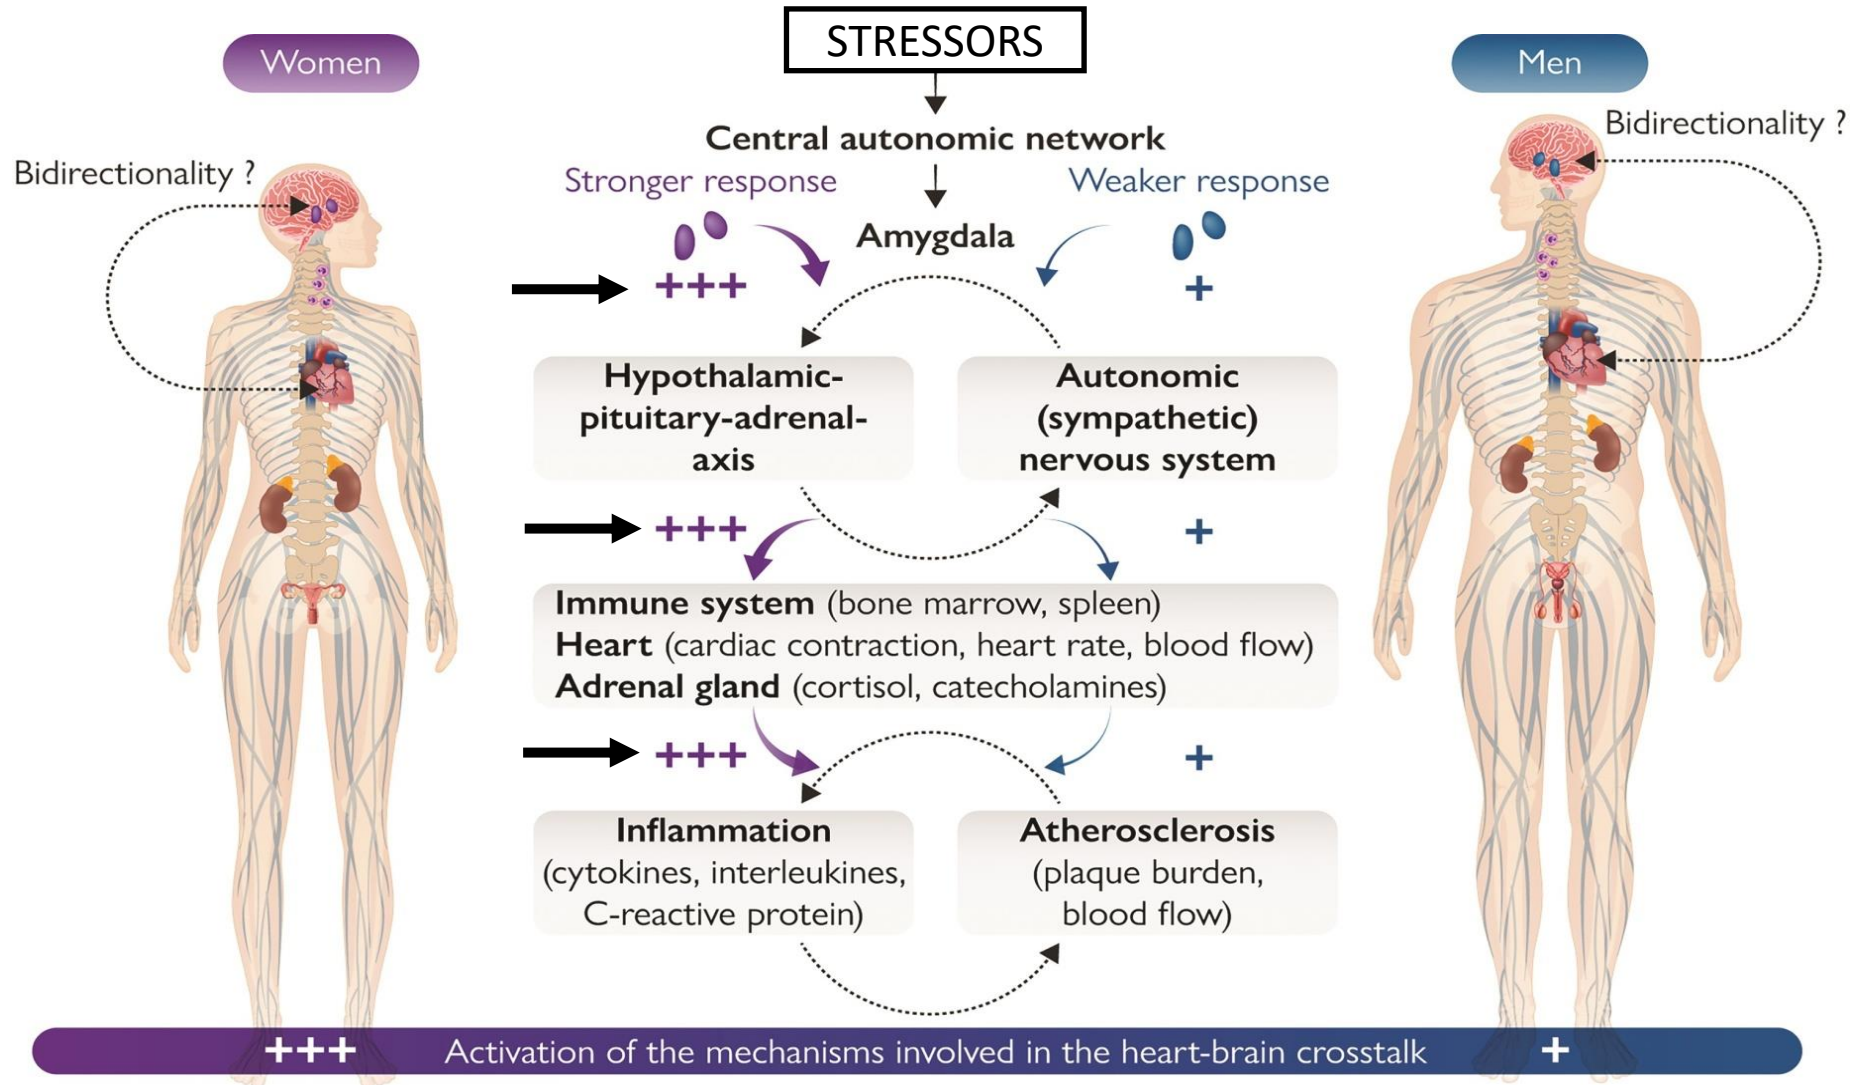 STRESSORS
Women
Men
Bidirectionality ?
Bidirectionality ?
Central autonomic network
Stronger response
Weaker response
Amygdala
+++
+
Hypothalamic-
pituitary-adrenal-
axis
Autonomic
(sympathetic)
nervous system
+++
+
Immune system (bone marrow, spleen)
Heart (cardiac contraction, heart rate, blood flow)
Adrenal gland (cortisol, catecholamines)
+++
+
Inflammation
(cytokines, interleukines,
C-reactive protein)
Atherosclerosis
(plaque burden,
blood flow)
+++ Activation of the mechanisms involved in the heart-brain crosstalk +